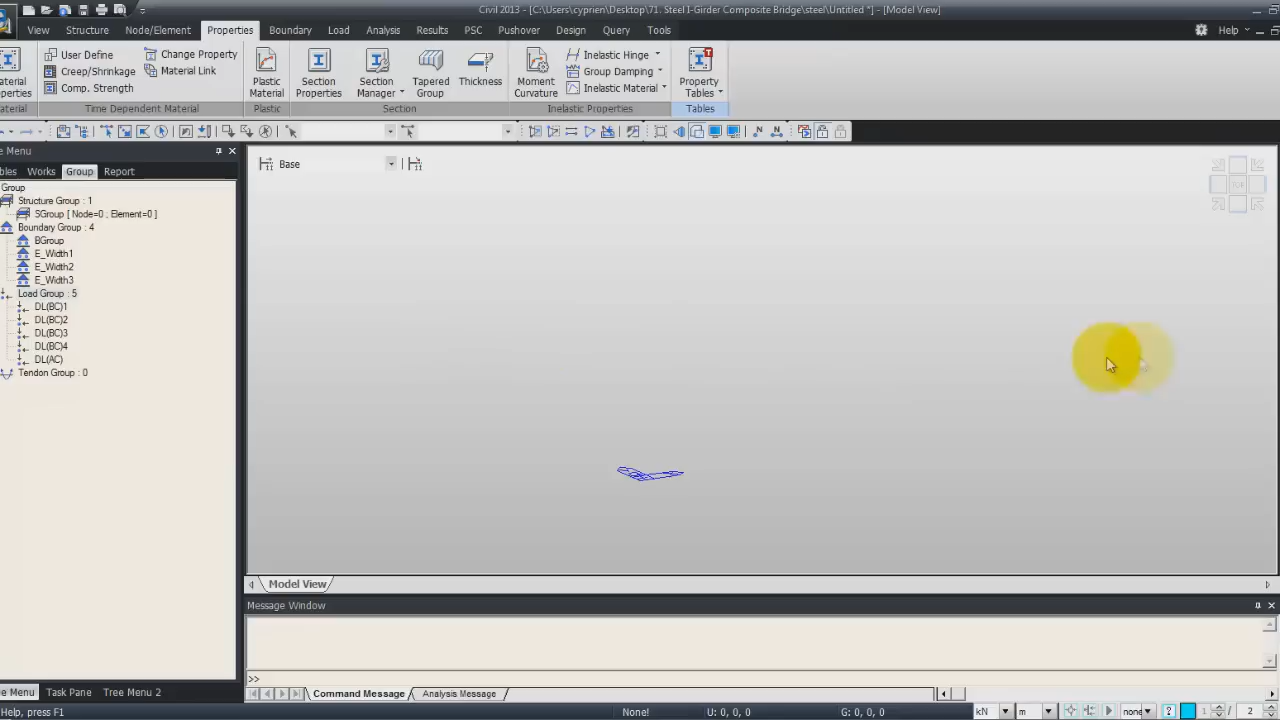 Civil 2013 - [C:\Users\cyprien\Desktop\71. Steel I-Girder Composite Bridge\steel\Untitled *] - [Model View]
View Structure Node/Element Properties Boundary Load Analysis Results PSC Pushover Design Query Tools Help
User Define
Creep/Shrinkage
Comp. Strength
Change Property
Material Link
Plastic Material
Section Properties
Section Manager
Tapered Group
Thickness
Moment Curvature
Inelastic Hinge
Group Damping
Inelastic Material
Property Tables
Time Dependent Material Plastic Section Inelastic Properties Tables
Works Group Report
Base
Group
Structure Group : 1
SGroup [ Node=0 ; Element=0 ]
Boundary Group : 4
BGroup
E_Width1
E_Width2
E_Width3
Load Group : 5
DL(BC)1
DL(BC)2
DL(BC)3
DL(BC)4
DL(AC)
Tendon Group : 0
Model View
Message Window
>>
Task Pane Tree Menu 2
Command Message Analysis Message
Help, press F1 None! U: 0, 0, 0 G: 0, 0, 0 kN m none 1 / 2